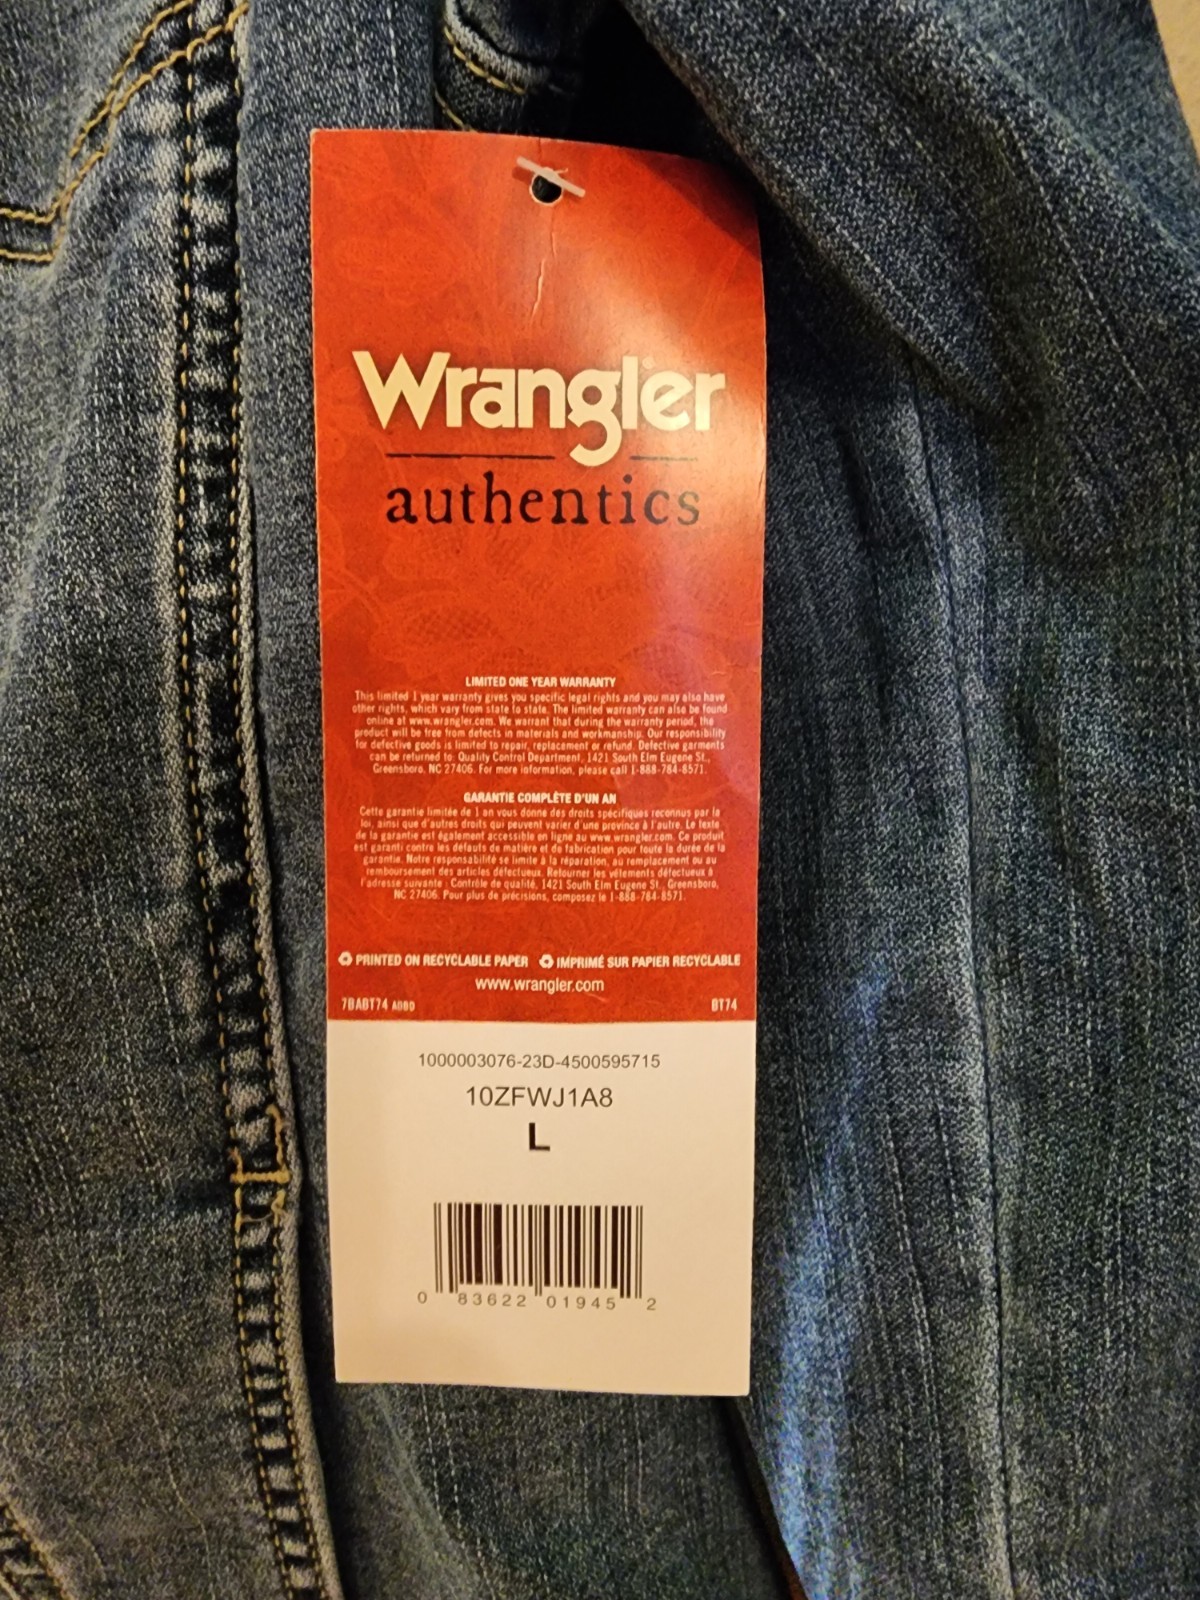 Wrangler
authentics
LIMITED ONE YEAR WARRANTY
This limited 1 year warranty gives you specific legal rights and you may also have
other rights, which vary from state to state. The limited warranty can also be found
online at www.wrangler.com. We warrant that during the warranty period, the
product will be free from defects in materials and workmanship. Our responsibility
for defective goods is limited to repair, replacement or refund. Defective garments
can be returned to: Quality Control Department, 1421 South Elm Eugene St.,
Greensboro, NC 27406. For more information, please call 1-888-784-8571.
GARANTIE COMPLÈTE D'UN AN
Cette garantie limitée de 1 an vous donne des droits spécifiques reconnus par la
loi, ainsi que d'autres droits qui peuvent varier d'une province à l'autre. Le texte
de la garantie est également accessible en ligne au www.wrangler.com. Ce produit
est garanti contre les défauts de matière et de fabrication pour toute la durée de la
garantie. Notre responsabilité se limite à la réparation, au remplacement ou au
remboursement des articles défectueux. Retourner les vêtements défectueux à
l'adresse suivante : Contrôle de qualité, 1421 South Elm Eugene St., Greensboro,
NC 27406. Pour plus de précisions, composez le 1-888-784-8571.
PRINTED ON RECYCLABLE PAPER IMPRIMÉ SUR PAPIER RECYCLABLE
www.wrangler.com
7BABT74 BT74
1000003076-23D-4500595715
10ZFWJ1A8
L
0 83622 01945 2